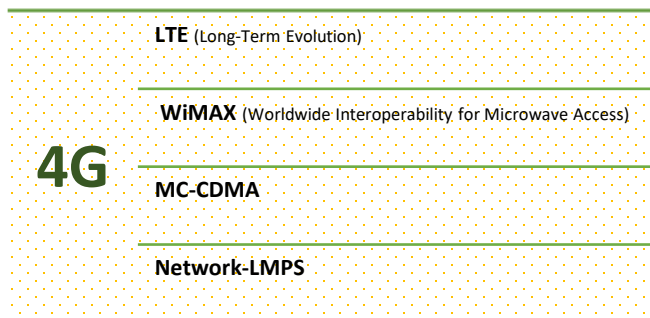 LTE (Long-Term Evolution)
WiMAX (Worldwide Interoperability for Microwave Access)
4G
MC-CDMA
Network-LMPS